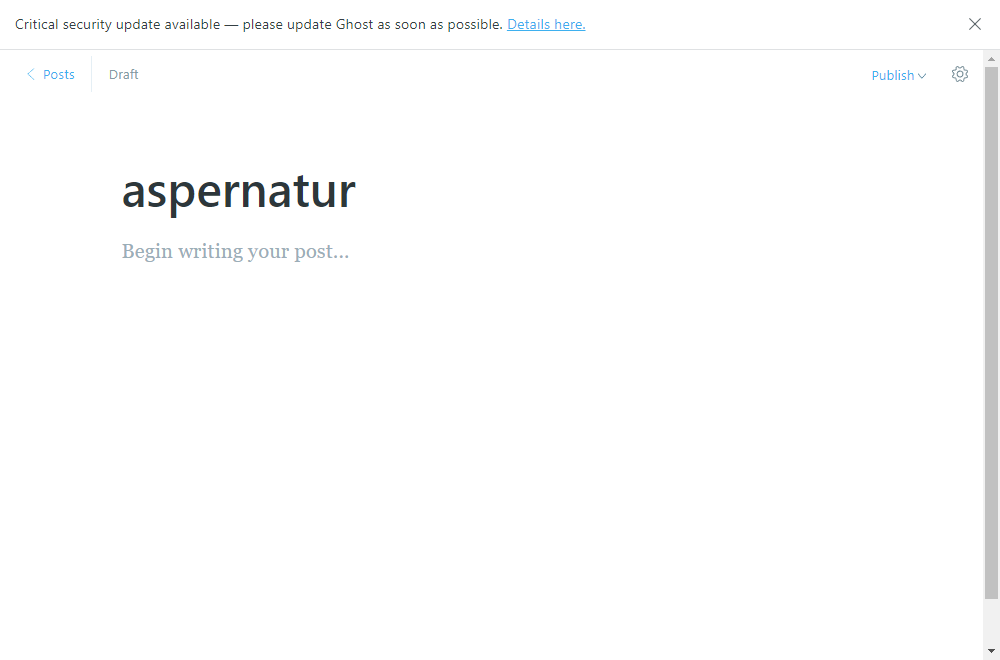 Critical security update available — please update Ghost as soon as possible. Details here.
Posts
Draft
Publish
aspernatur
Begin writing your post...